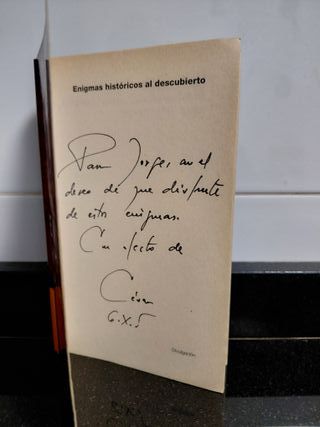 Enigmas históricos al descubierto
Para Jorge, con el
deseo de que disfrute
de estos enigmas.
Con afecto de
César
6.X.5
Divulgación